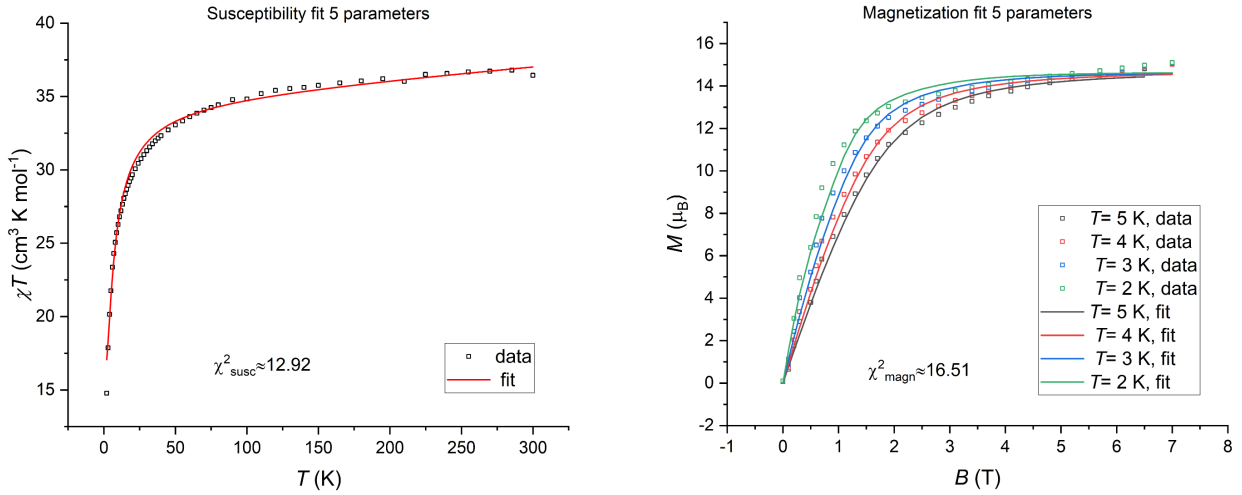 Susceptibility fit 5 parameters
40
35
30
25
20
15
χT (cm³ K mol⁻¹)
χ²susc≈12.92
data
fit
0 50 100 150 200 250 300
T (K)
Magnetization fit 5 parameters
16
14
12
10
8
6
4
2
0
-2
M (μB)
T= 5 K, data
T= 4 K, data
T= 3 K, data
T= 2 K, data
T= 5 K, fit
T= 4 K, fit
T= 3 K, fit
T= 2 K, fit
χ²magn≈16.51
-1 0 1 2 3 4 5 6 7 8
B (T)